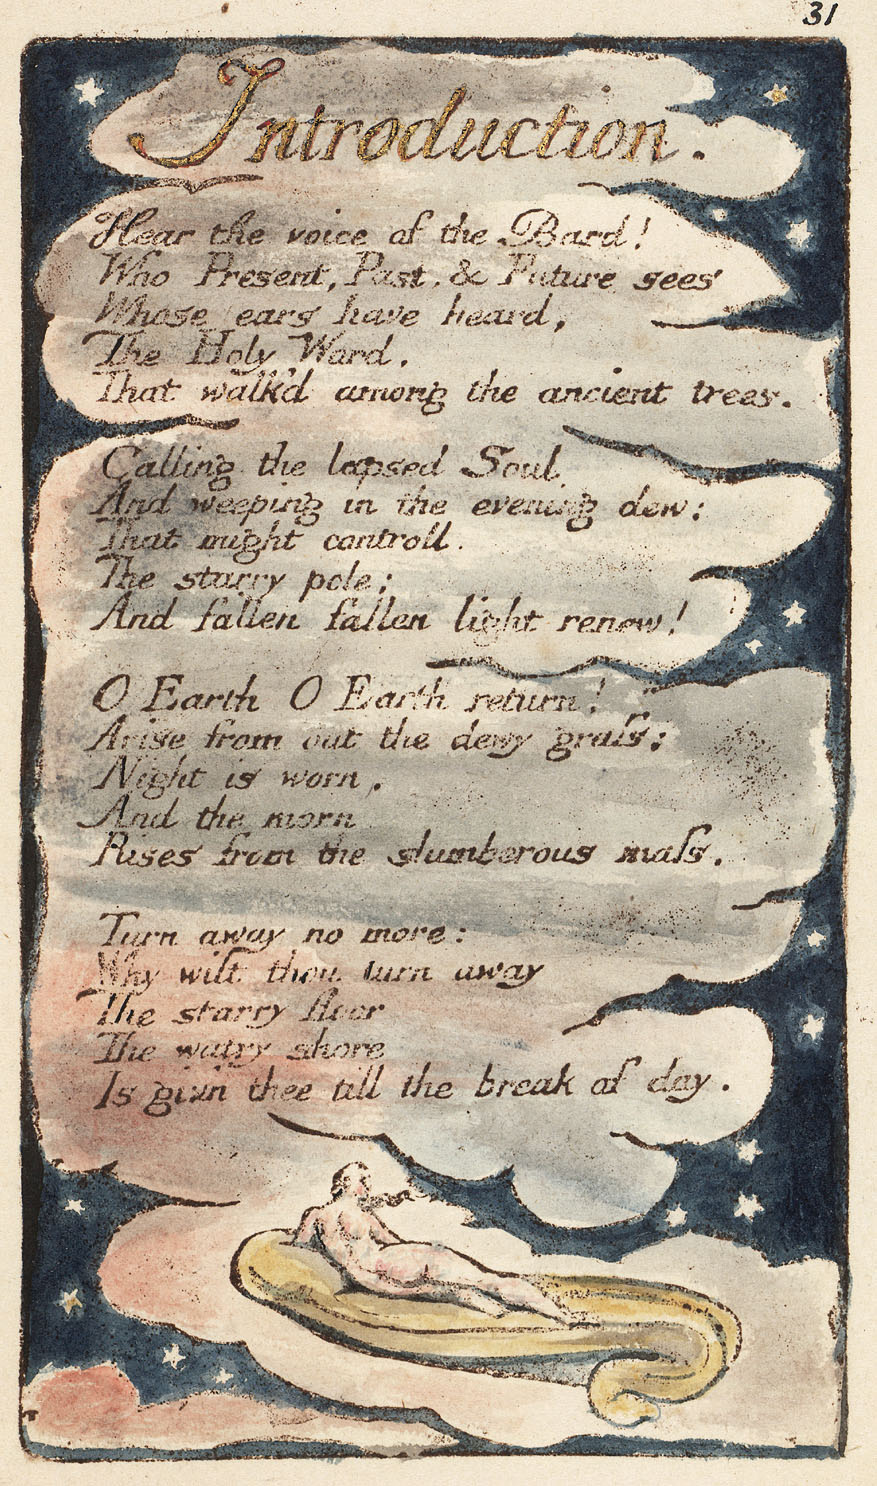 31
Introduction.
Hear the voice of the Bard!
Who Present, Past, & Future sees
Whose ears have heard,
The Holy Word,
That walk'd among the ancient trees.
Calling the lapsed Soul
And weeping in the evening dew:
That might controll.
The starry pole;
And fallen fallen light renew!
O Earth O Earth return!
Arise from out the dewy graſs;
Night is worn,
And the morn
Rises from the slumberous maſs.
Turn away no more:
Why wilt thou turn away
The starry floor
The watry shore
Is giv'n thee till the break of day.